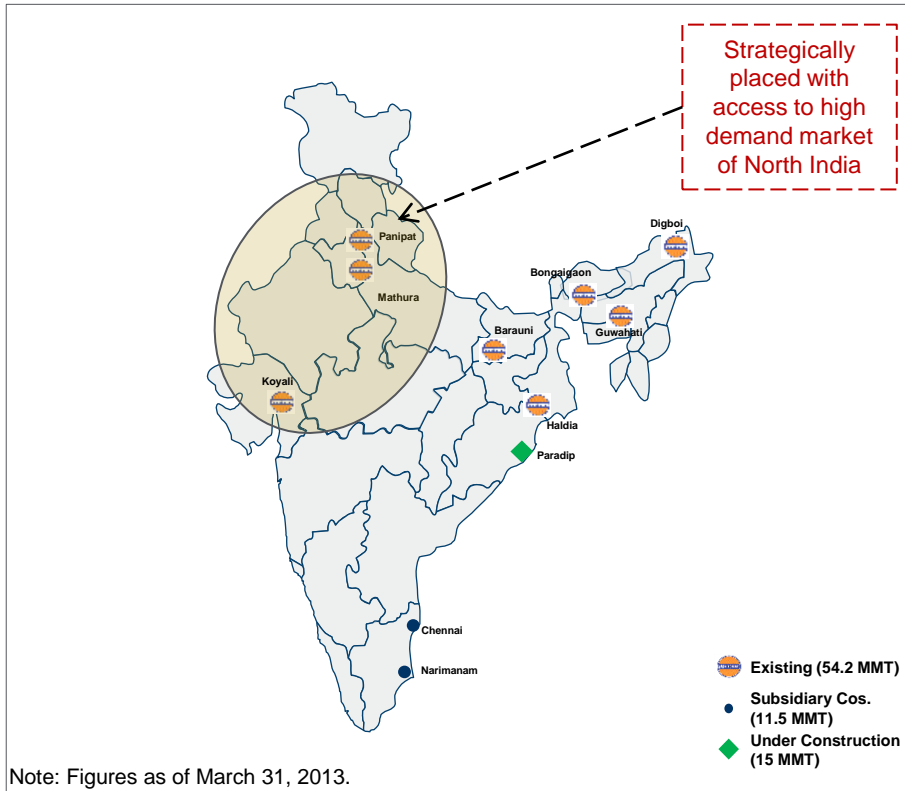 Strategically
placed with
access to high
demand market
of North India
Digboi
Panipat
Bongaigaon
Mathura
Guwahati
Barauni
Koyali
Haldia
Paradip
Chennai
Narimanam
Existing (54.2 MMT)
Subsidiary Cos.
(11.5 MMT)
Under Construction
(15 MMT)
Note: Figures as of March 31, 2013.